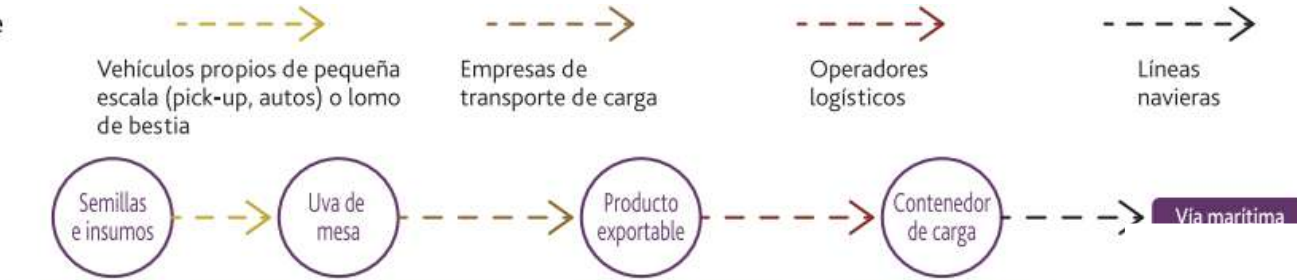 e
Vehículos propios de pequeña
escala (pick-up, autos) o lomo
de bestia
Empresas de
transporte de carga
Operadores
logísticos
Líneas
navieras
Semillas
e insumos
Uva de
mesa
Producto
exportable
Contenedor
de carga
Vía marítima